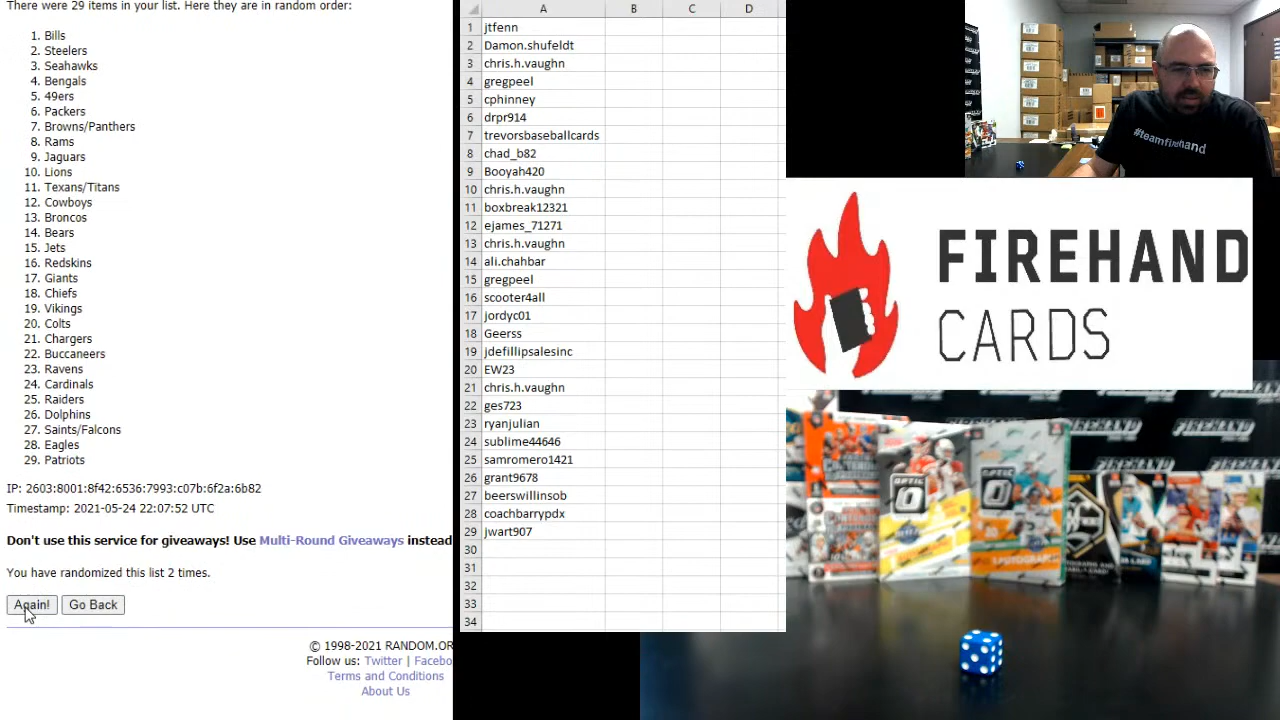 There were 29 items in your list. Here they are in random order:
1. Bills
2. Steelers
3. Seahawks
4. Bengals
5. 49ers
6. Packers
7. Browns/Panthers
8. Rams
9. Jaguars
10. Lions
11. Texans/Titans
12. Cowboys
13. Broncos
14. Bears
15. Jets
16. Redskins
17. Giants
18. Chiefs
19. Vikings
20. Colts
21. Chargers
22. Buccaneers
23. Ravens
24. Cardinals
25. Raiders
26. Dolphins
27. Saints/Falcons
28. Eagles
29. Patriots
IP: 2603:8001:8f42:6536:7993:c07b:6f2a:6b82
Timestamp: 2021-05-24 22:07:52 UTC
Don't use this service for giveaways! Use Multi-Round Giveaways instead
You have randomized this list 2 times.
Again! Go Back
© 1998-2021 RANDOM.OR
Follow us: Twitter | Facebo
Terms and Conditions
About Us
A B C D
1 jtfenn
2 Damon.shufeldt
3 chris.h.vaughn
4 gregpeel
5 cphinney
6 drpr914
7 trevorsbaseballcards
8 chad_b82
9 Booyah420
10 chris.h.vaughn
11 boxbreak12321
12 ejames_71271
13 chris.h.vaughn
14 ali.chahbar
15 gregpeel
16 scooter4all
17 jordyc01
18 Geerss
19 jdefillipsalesinc
20 EW23
21 chris.h.vaughn
22 ges723
23 ryanjulian
24 sublime44646
25 samromero1421
26 grant9678
27 beerswillinsob
28 coachbarrypdx
29 jwart907
30
31
32
33
34
#teamfirehand
FIREHAND
CARDS
FIREHAND
OPTIC
OPTIC